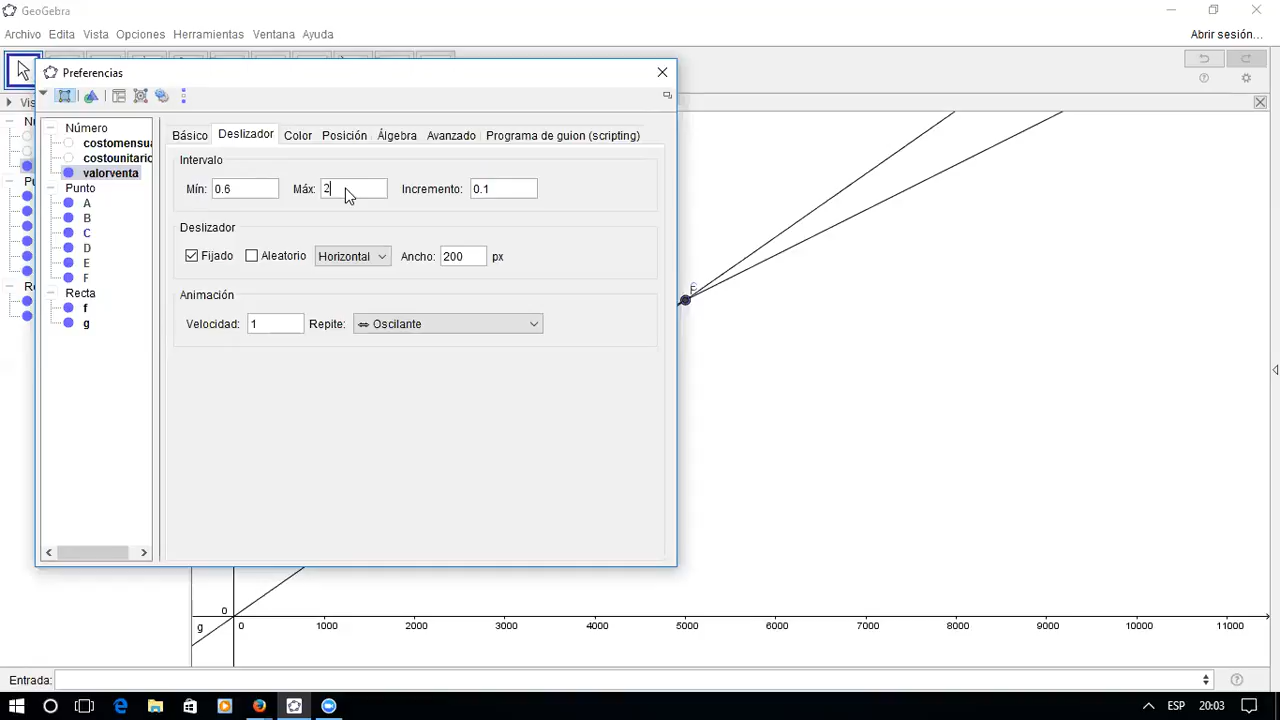 GeoGebra
Archivo Edita Vista Opciones Herramientas Ventana Ayuda
Abrir sesión...
Preferencias
Vis
Número
costomensua
costounitario
valorventa
Punto
A
B
C
D
E
F
Recta
f
g
Básico Deslizador Color Posición Álgebra Avanzado Programa de guion (scripting)
Intervalo
Mín: 0.6 Máx: 2 Incremento: 0.1
Deslizador
Fijado Aleatorio Horizontal Ancho: 200 px
Animación
Velocidad: 1 Repite: Oscilante
0
g
0 1000 2000 3000 4000 5000 6000 7000 8000 9000 10000 11000
Entrada:
ESP 20:03